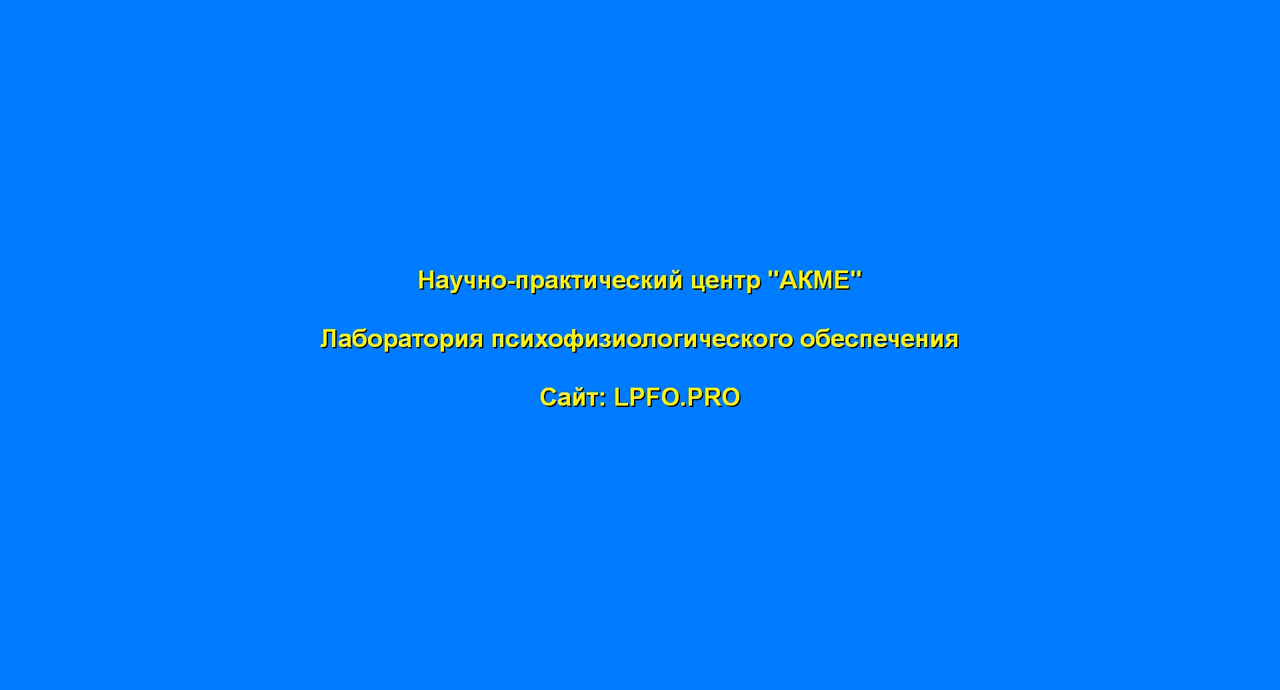 Научно-практический центр "АКМЕ"
Лаборатория психофизиологического обеспечения
Сайт: LPFO.PRO